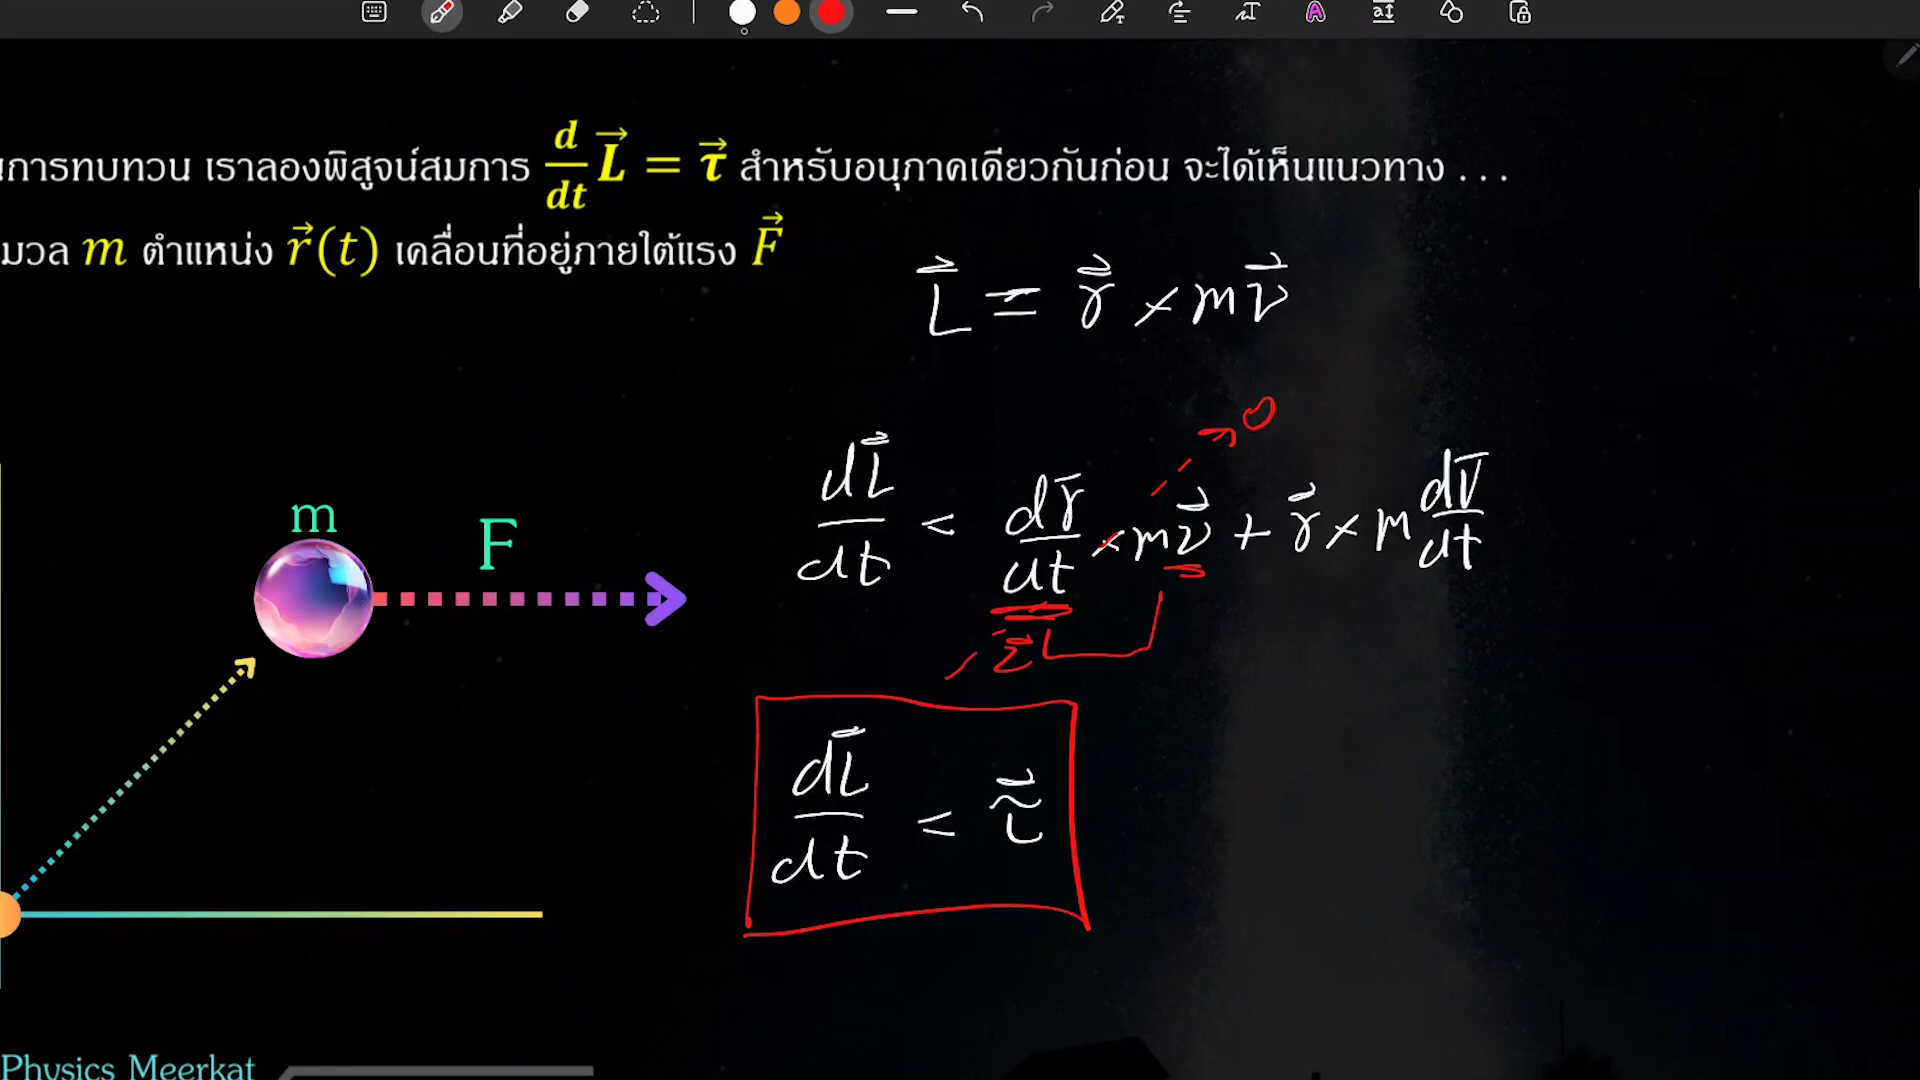 การทบทวน เราลองพิสูจน์สมการ d/dt L⃗ = τ⃗ สำหรับอนุภาคเดียวกันก่อน จะได้เห็นแนวทาง ...
มวล m ตำแหน่ง r⃗(t) เคลื่อนที่อยู่ภายใต้แรง F⃗
L⃗ = r⃗ × mv⃗
0
dL⃗/dt = dr⃗/dt × mv⃗ + r⃗ × m dv⃗/dt
v⃗
m
F
dL⃗/dt = τ⃗
Physics Meerkat